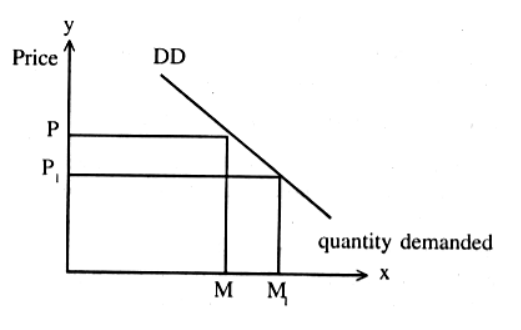 y
Price
DD
P
P₁
quantity demanded
x
M
M₁